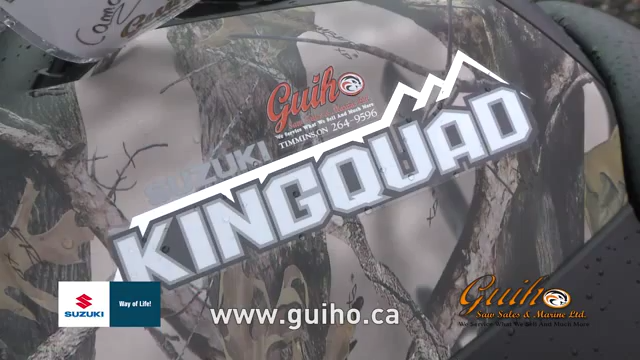 Guiho
We Service What We Sell And Much More
TIMMINS ON 264-9596
SUZUKI
KINGQUAD
SUZUKI
Way of Life!
www.guiho.ca
Guiho
Saw Sales & Marine Ltd.
We Service What We Sell And Much More